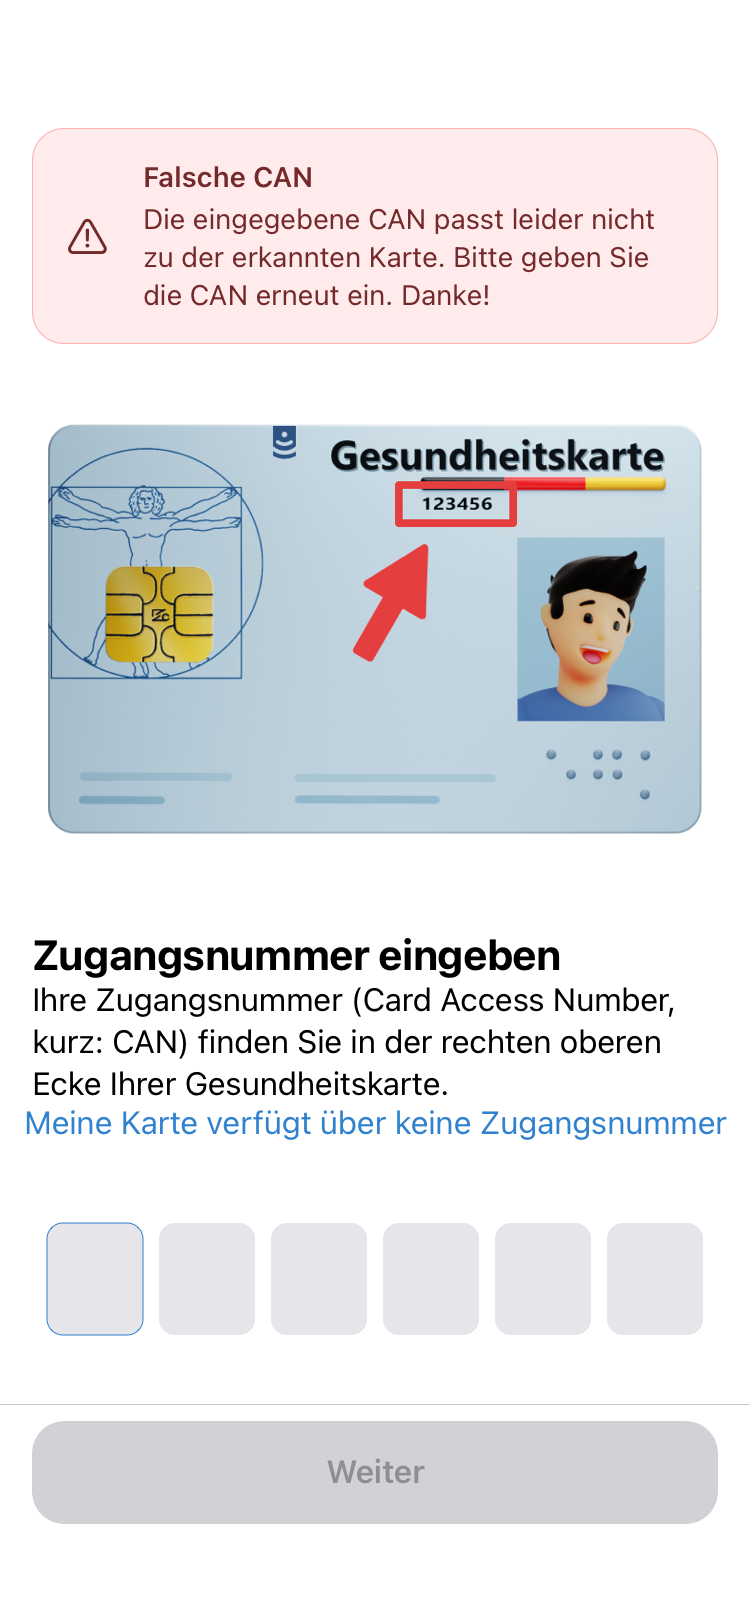 Falsche CAN
Die eingegebene CAN passt leider nicht
zu der erkannten Karte. Bitte geben Sie
die CAN erneut ein. Danke!
Gesundheitskarte
123456
Zugangsnummer eingeben
Ihre Zugangsnummer (Card Access Number,
kurz: CAN) finden Sie in der rechten oberen
Ecke Ihrer Gesundheitskarte.
Meine Karte verfügt über keine Zugangsnummer
Weiter